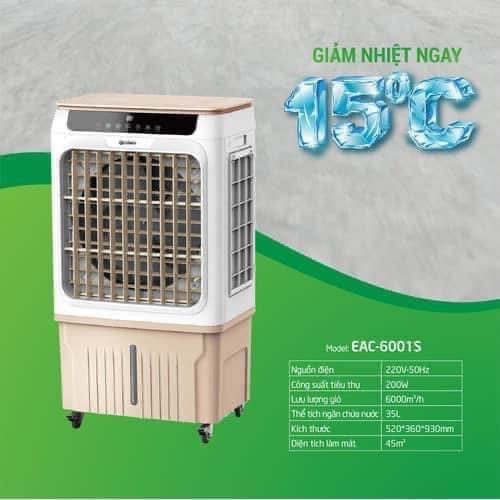 GIẢM NHIỆT NGAY
15°C
Model: EAC-6001S
Nguồn điện 220V-50Hz
Công suất tiêu thụ 200W
Lưu lượng gió 6000m³/h
Thể tích ngăn chứa nước 35L
Kích thước 520*360*930mm
Diện tích làm mát 45m²